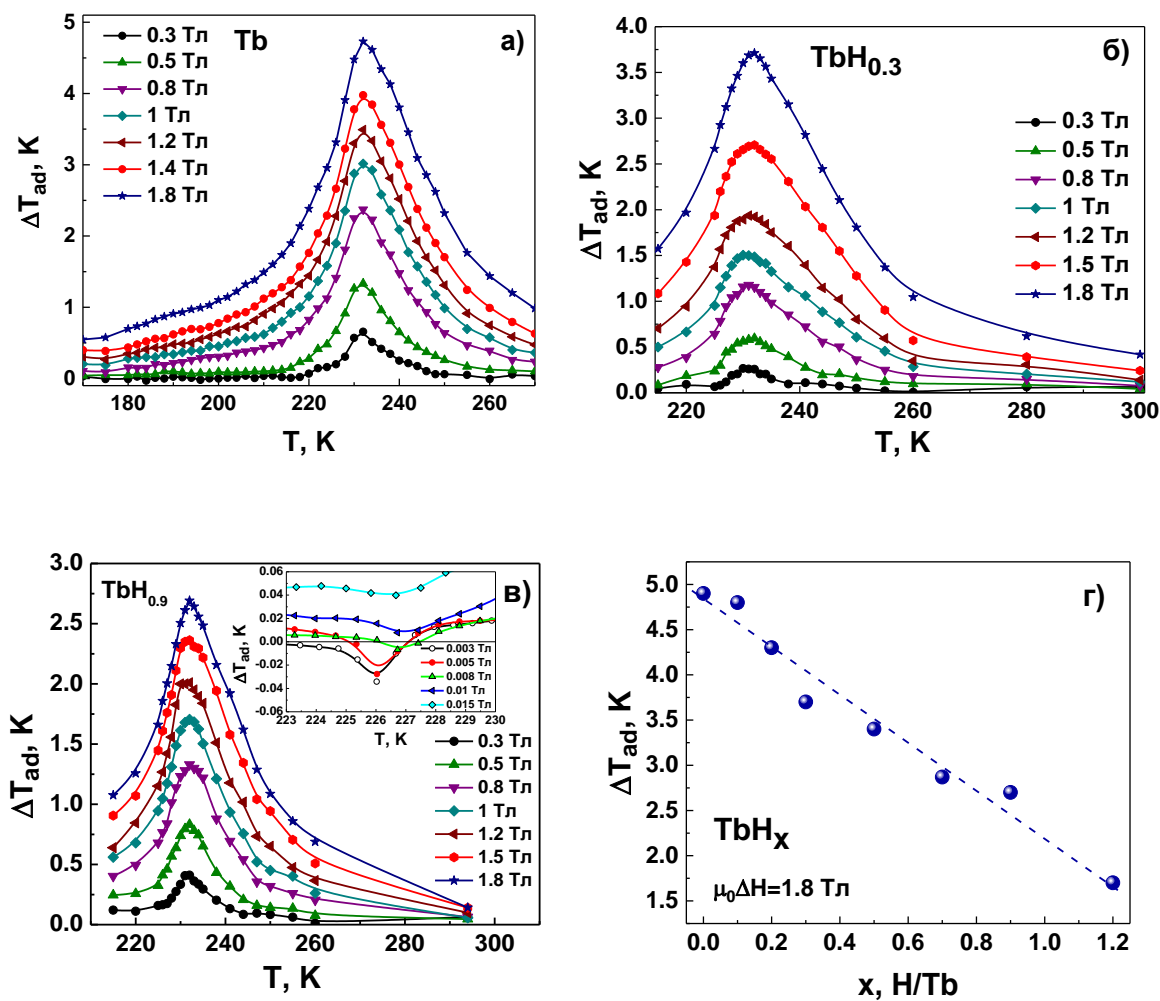 Tb
а)
0.3 Тл
0.5 Тл
0.8 Тл
1 Тл
1.2 Тл
1.4 Тл
1.8 Тл
ΔT_ad, K
5
4
3
2
1
0
180 200 220 240 260
T, K
б)
TbH_0.3
0.3 Тл
0.5 Тл
0.8 Тл
1 Тл
1.2 Тл
1.5 Тл
1.8 Тл
ΔT_ad, K
4.0
3.5
3.0
2.5
2.0
1.5
1.0
0.5
0.0
220 240 260 280 300
T, K
TbH_0.9
в)
ΔT_ad, K
3.0
2.5
2.0
1.5
1.0
0.5
0.0
220 240 260 280 300
T, K
0.06
0.04
0.02
0.00
-0.02
-0.04
-0.06
ΔT_ad, K
0.003 Тл
0.005 Тл
0.008 Тл
0.01 Тл
0.015 Тл
223 224 225 226 227 228 229 230
T, K
0.3 Тл
0.5 Тл
0.8 Тл
1 Тл
1.2 Тл
1.5 Тл
1.8 Тл
г)
ΔT_ad, K
5.0
4.5
4.0
3.5
3.0
2.5
2.0
1.5
TbH_x
μ₀ΔH=1.8 Тл
0.0 0.2 0.4 0.6 0.8 1.0 1.2
x, H/Tb